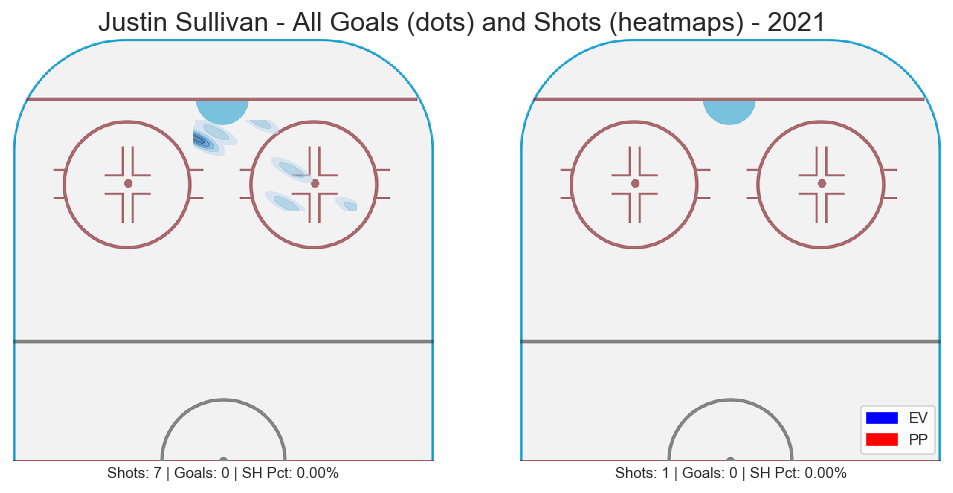 Justin Sullivan - All Goals (dots) and Shots (heatmaps) - 2021
EV
PP
Shots: 7 | Goals: 0 | SH Pct: 0.00%
Shots: 1 | Goals: 0 | SH Pct: 0.00%